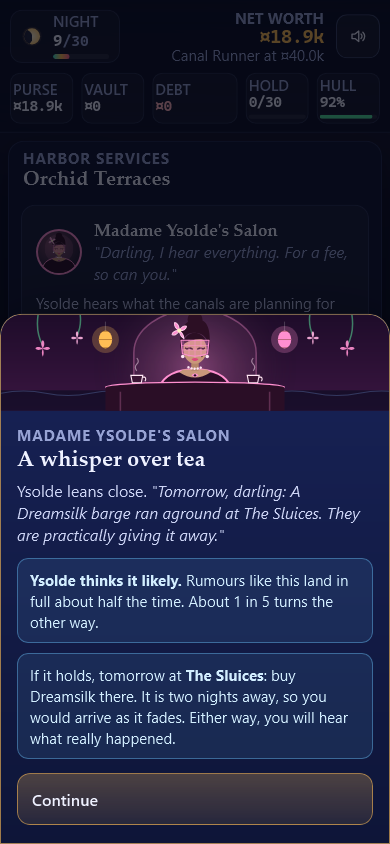 NIGHT
9/30
NET WORTH
¤18.9k
Canal Runner at ¤40.0k
PURSE
¤18.9k
VAULT
¤0
DEBT
¤0
HOLD
0/30
HULL
92%
HARBOR SERVICES
Orchid Terraces
Madame Ysolde's Salon
"Darling, I hear everything. For a fee,
so can you."
Ysolde hears what the canals are planning for
MADAME YSOLDE'S SALON
A whisper over tea
Ysolde leans close. "Tomorrow, darling: A
Dreamsilk barge ran aground at The Sluices. They
are practically giving it away."
Ysolde thinks it likely. Rumours like this land in
full about half the time. About 1 in 5 turns the
other way.
If it holds, tomorrow at The Sluices: buy
Dreamsilk there. It is two nights away, so you
would arrive as it fades. Either way, you will hear
what really happened.
Continue